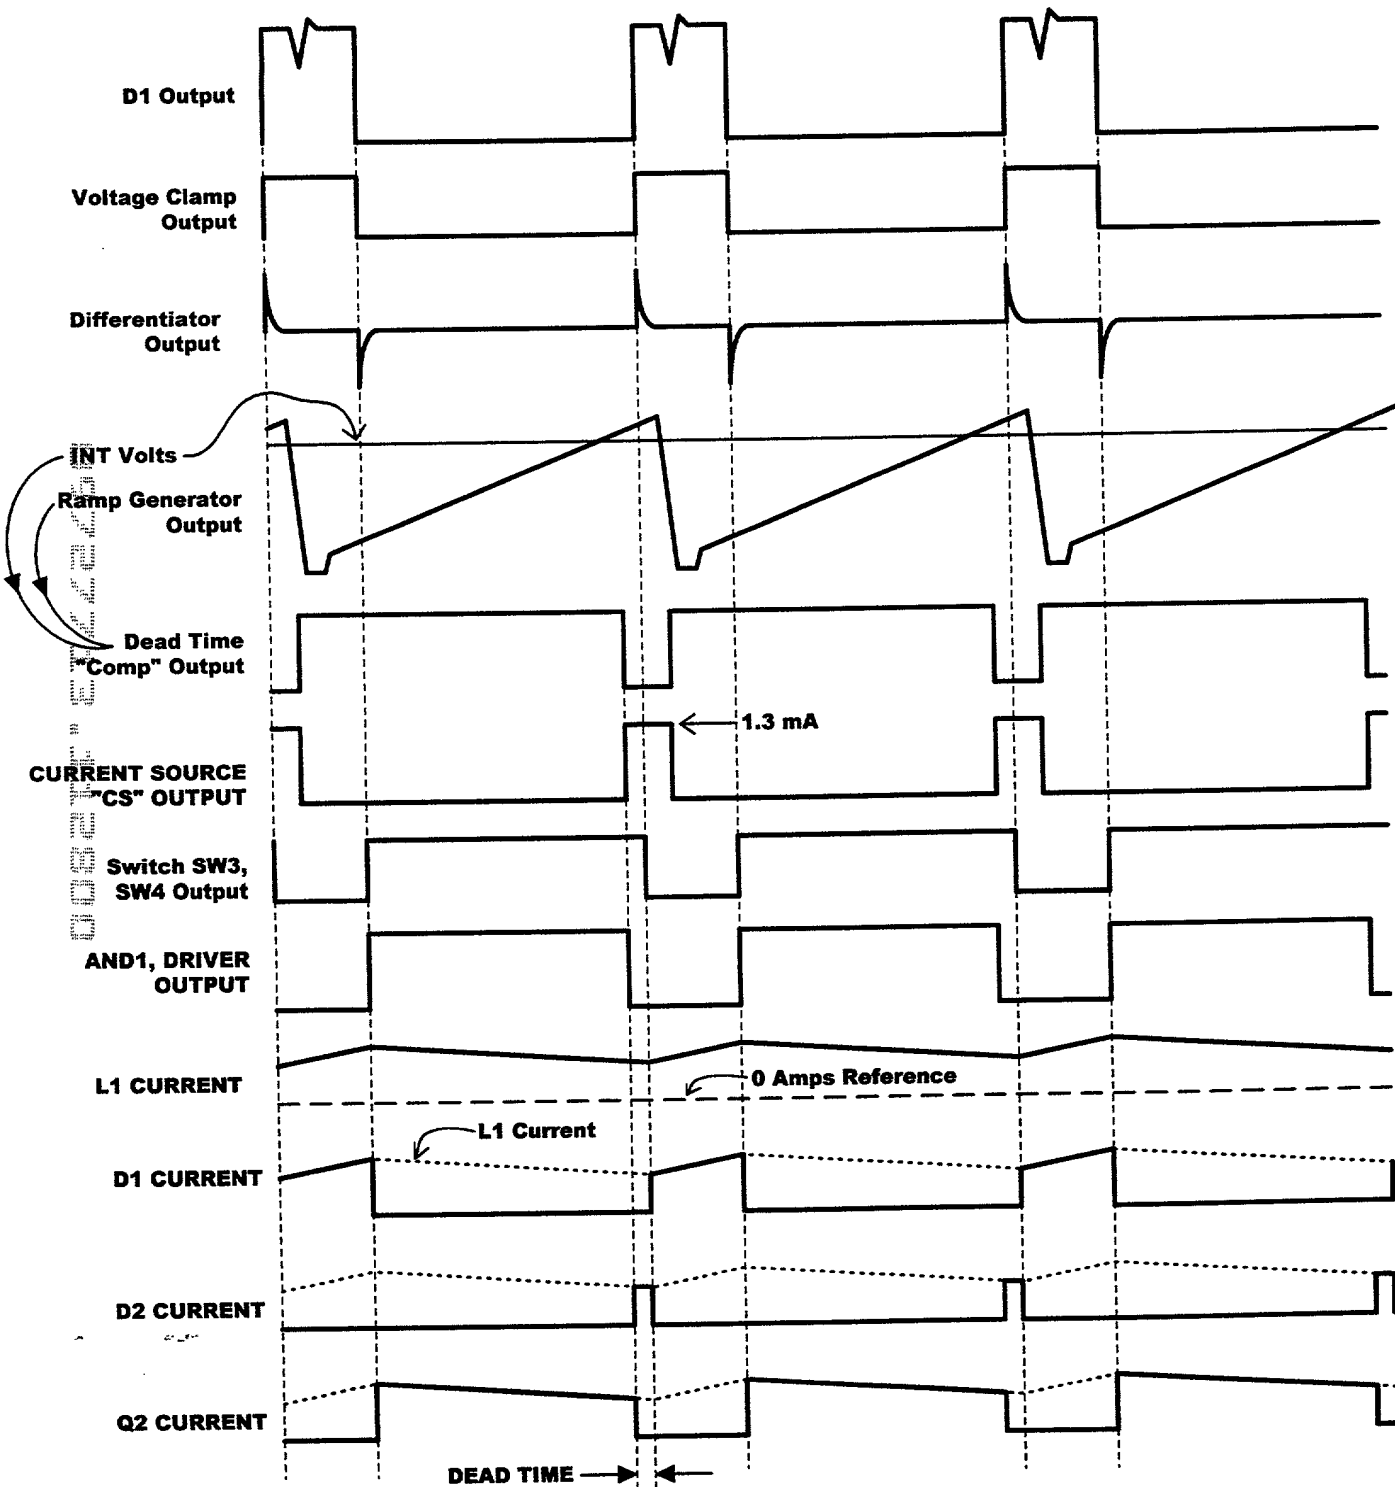 D1 Output
Voltage Clamp
Output
Differentiator
Output
INT Volts
Ramp Generator
Output
Dead Time
"Comp" Output
1.3 mA
CURRENT SOURCE
"CS" OUTPUT
Switch SW3,
SW4 Output
AND1, DRIVER
OUTPUT
L1 CURRENT
0 Amps Reference
L1 Current
D1 CURRENT
D2 CURRENT
Q2 CURRENT
DEAD TIME